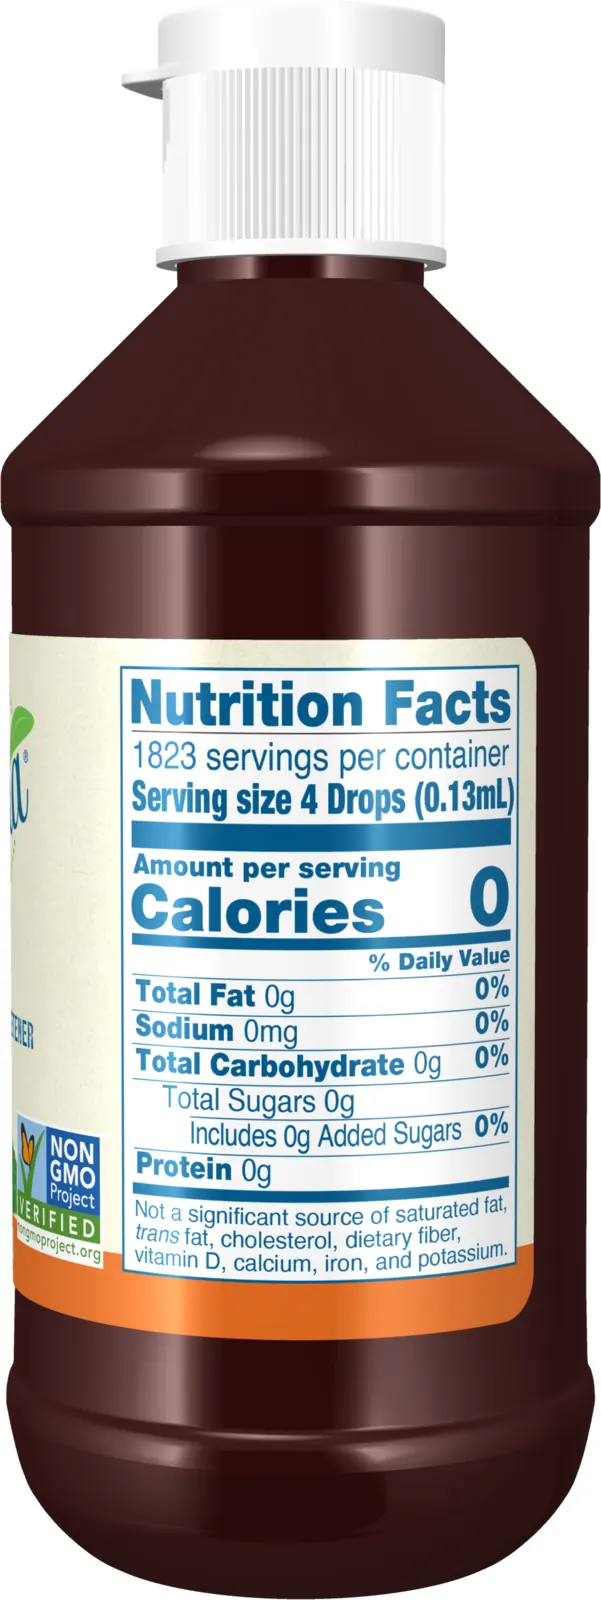 Nutrition Facts
1823 servings per container
Serving size 4 Drops (0.13mL)
Amount per serving
Calories 0
% Daily Value
Total Fat 0g 0%
Sodium 0mg 0%
Total Carbohydrate 0g 0%
Total Sugars 0g
Includes 0g Added Sugars 0%
Protein 0g
Not a significant source of saturated fat,
trans fat, cholesterol, dietary fiber,
vitamin D, calcium, iron, and potassium.
NON
GMO
Project
VERIFIED
nongmoproject.org